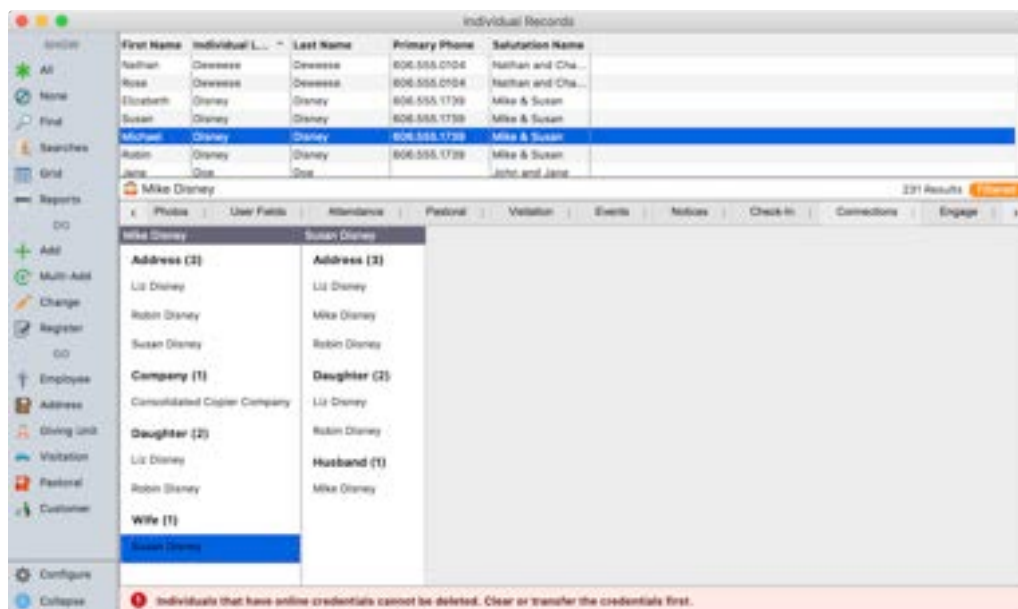 Individual Records
SHOW
All
None
Find
Searches
Grid
Reports
DO
Add
Multi-Add
Change
Register
GO
Employee
Address
Giving Unit
Visitation
Pastoral
Customer
Configure
Collapse
First Name Individual L... Last Name Primary Phone Salutation Name
Nathan Deweese Deweese 606.555.0104 Nathan and Cha...
Rose Deweese Deweese 606.555.0104 Nathan and Cha...
Elizabeth Disney Disney 606.555.1739 Mike & Susan
Susan Disney Disney 606.555.1739 Mike & Susan
Michael Disney Disney 606.555.1739 Mike & Susan
Robin Disney Disney 606.555.1739 Mike & Susan
Jane Doe Doe John and Jane
Mike Disney 231 Results Filtered
Photos User Fields Attendance Pastoral Visitation Events Notices Check-In Connections Engage
Mike Disney
Address (3)
Liz Disney
Robin Disney
Susan Disney
Company (1)
Consolidated Copier Company
Daughter (2)
Liz Disney
Robin Disney
Wife (1)
Susan Disney
Susan Disney
Address (3)
Liz Disney
Mike Disney
Robin Disney
Daughter (2)
Liz Disney
Robin Disney
Husband (1)
Mike Disney
Individuals that have online credentials cannot be deleted. Clear or transfer the credentials first.